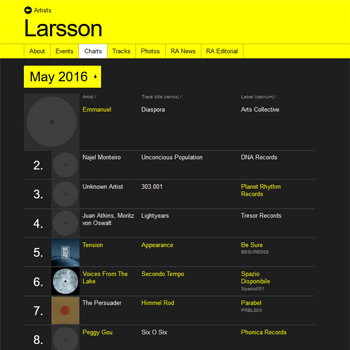 Artists
Larsson
About Events Charts Tracks Photos RA News RA Editorial
May 2016
Artist / Track title (remix) / Label (catnum) /
Emmanuel Diaspora Arts Collective
2. Najel Monteiro Unconcious Population DNA Records
3. Unknown Artist 303.001 Planet Rhythm
Records
4. Juan Atkins, Moritz Lightyears Tresor Records
von Oswalt
5. Tension Appearance Be Sure
BESURE005
6. Voices From The Secondo Tempo Spazio
Lake Disponibile
Spazio001
7. The Persuader Himmel Rod Parabel
PRBL003
8. Peggy Gou Six O Six Phonica Records